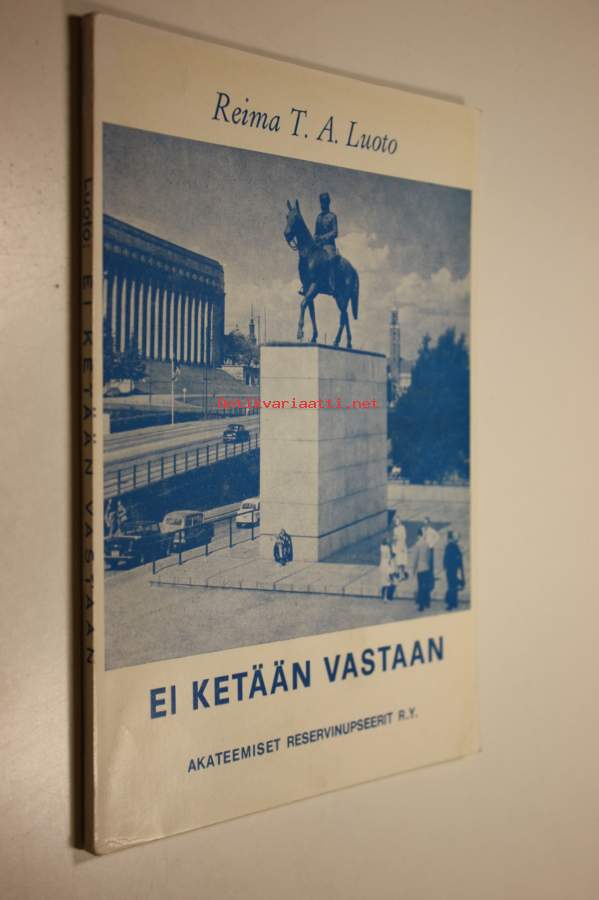 Reima T. A. Luoto
Luoto: EI KETÄÄN VASTAAN
Antikvariaatti.net
EI KETÄÄN VASTAAN
AKATEEMISET RESERVINUPSEERIT R.Y.